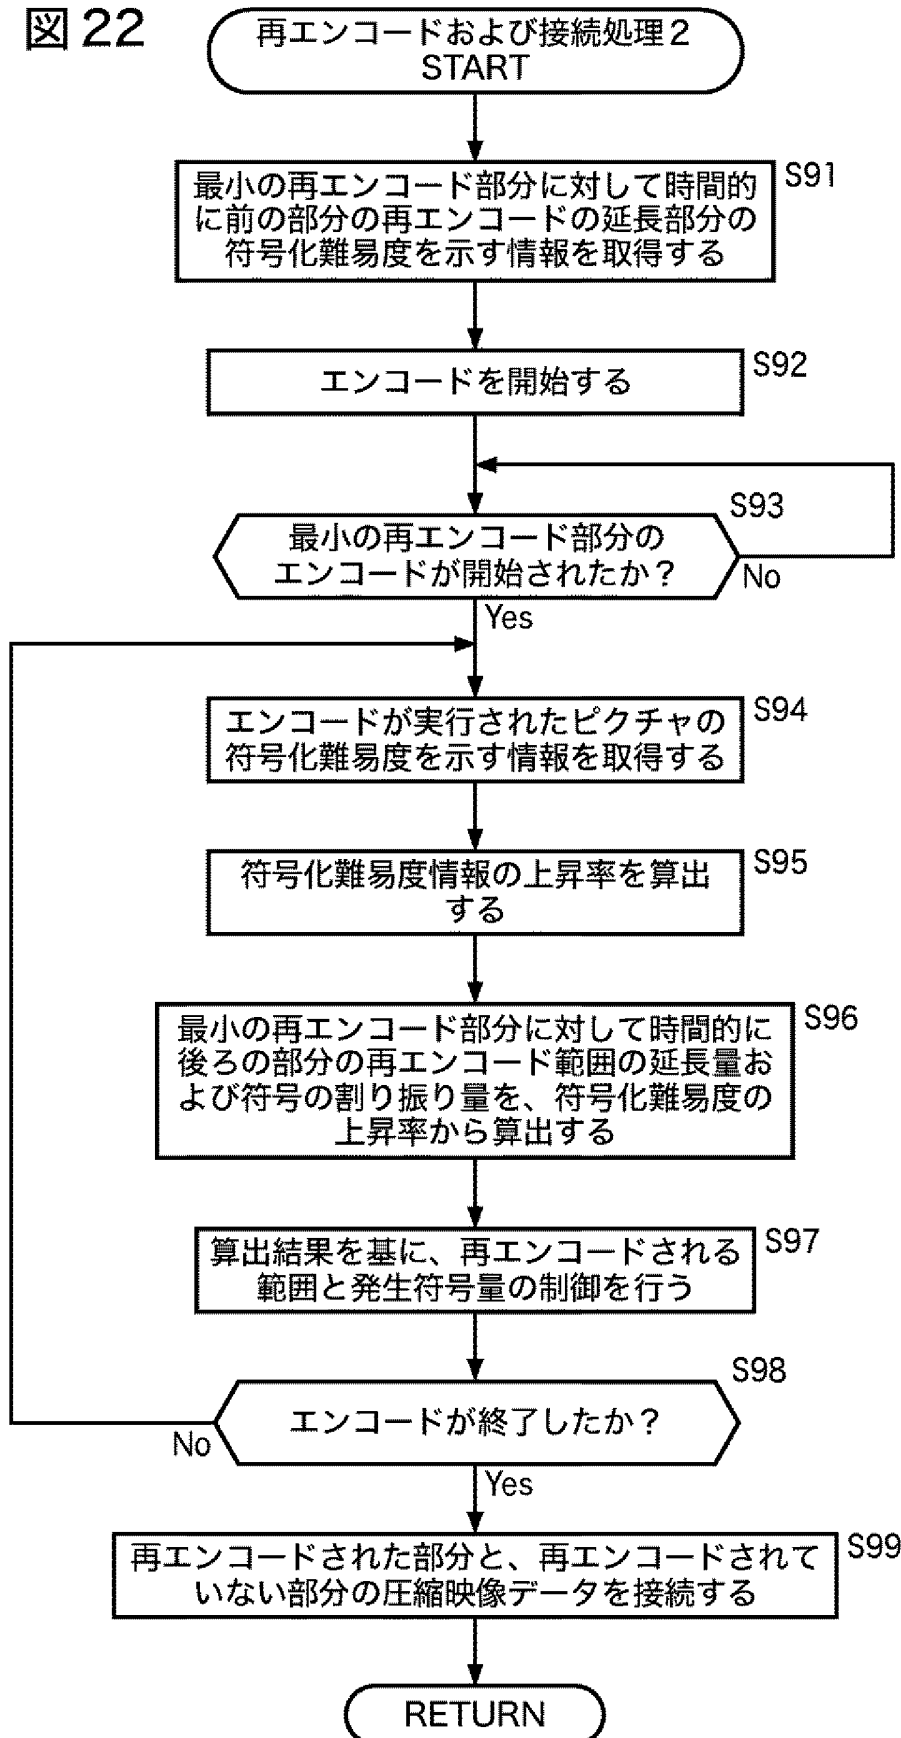 図22
再エンコードおよび接続処理2
START
S91
最小の再エンコード部分に対して時間的
に前の部分の再エンコードの延長部分の
符号化難易度を示す情報を取得する
S92
エンコードを開始する
S93
最小の再エンコード部分の
エンコードが開始されたか？
No
Yes
S94
エンコードが実行されたピクチャの
符号化難易度を示す情報を取得する
S95
符号化難易度情報の上昇率を算出
する
S96
最小の再エンコード部分に対して時間的に
後ろの部分の再エンコード範囲の延長量お
よび符号の割り振り量を、符号化難易度の
上昇率から算出する
S97
算出結果を基に、再エンコードされる
範囲と発生符号量の制御を行う
S98
エンコードが終了したか？
No
Yes
S99
再エンコードされた部分と、再エンコードされて
いない部分の圧縮映像データを接続する
RETURN